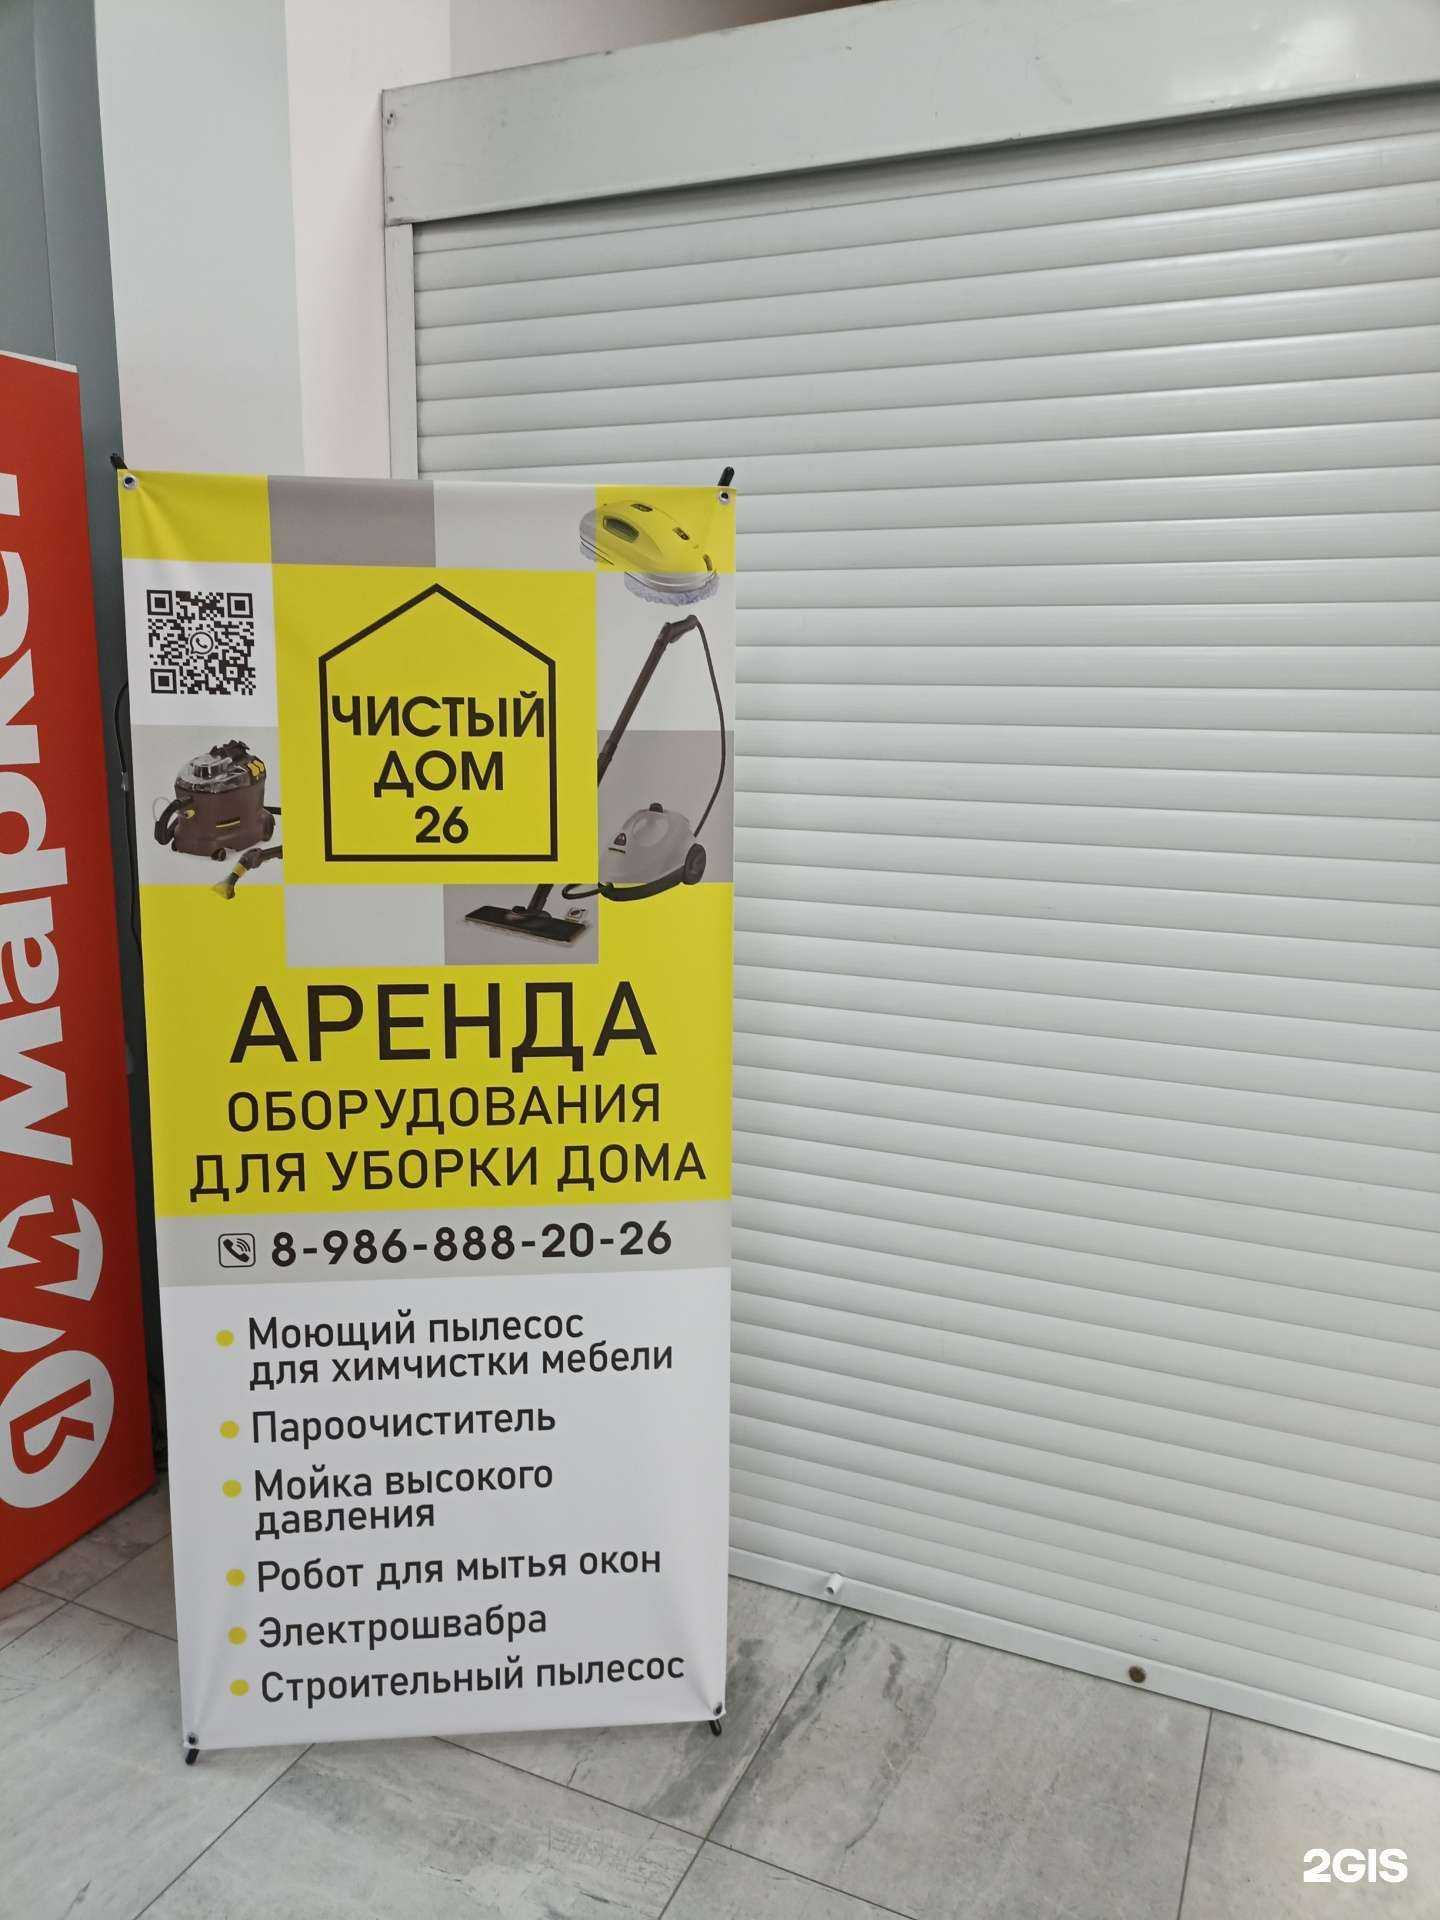 Маркет
ЧИСТЫЙ
ДОМ
26
АРЕНДА
ОБОРУДОВАНИЯ
ДЛЯ УБОРКИ ДОМА
8-986-888-20-26
Моющий пылесос
для химчистки мебели
Пароочиститель
Мойка высокого
давления
Робот для мытья окон
Электрошвабра
Строительный пылесос
2GIS